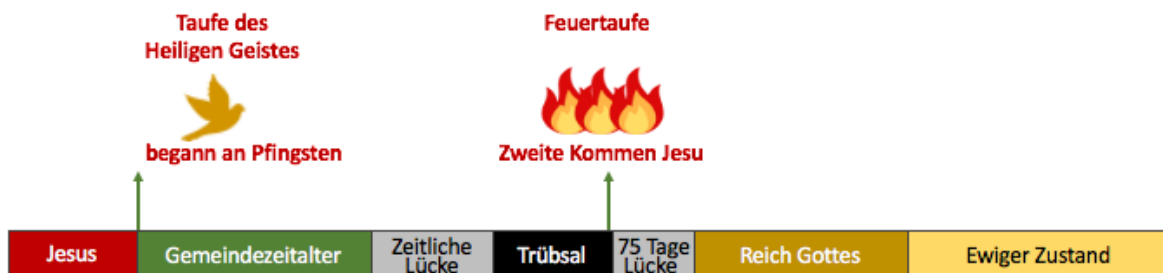 Taufe des
Heiligen Geistes
begann an Pfingsten
Feuertaufe
Zweite Kommen Jesu
Jesus
Gemeindezeitalter
Zeitliche
Lücke
Trübsal
75 Tage
Lücke
Reich Gottes
Ewiger Zustand